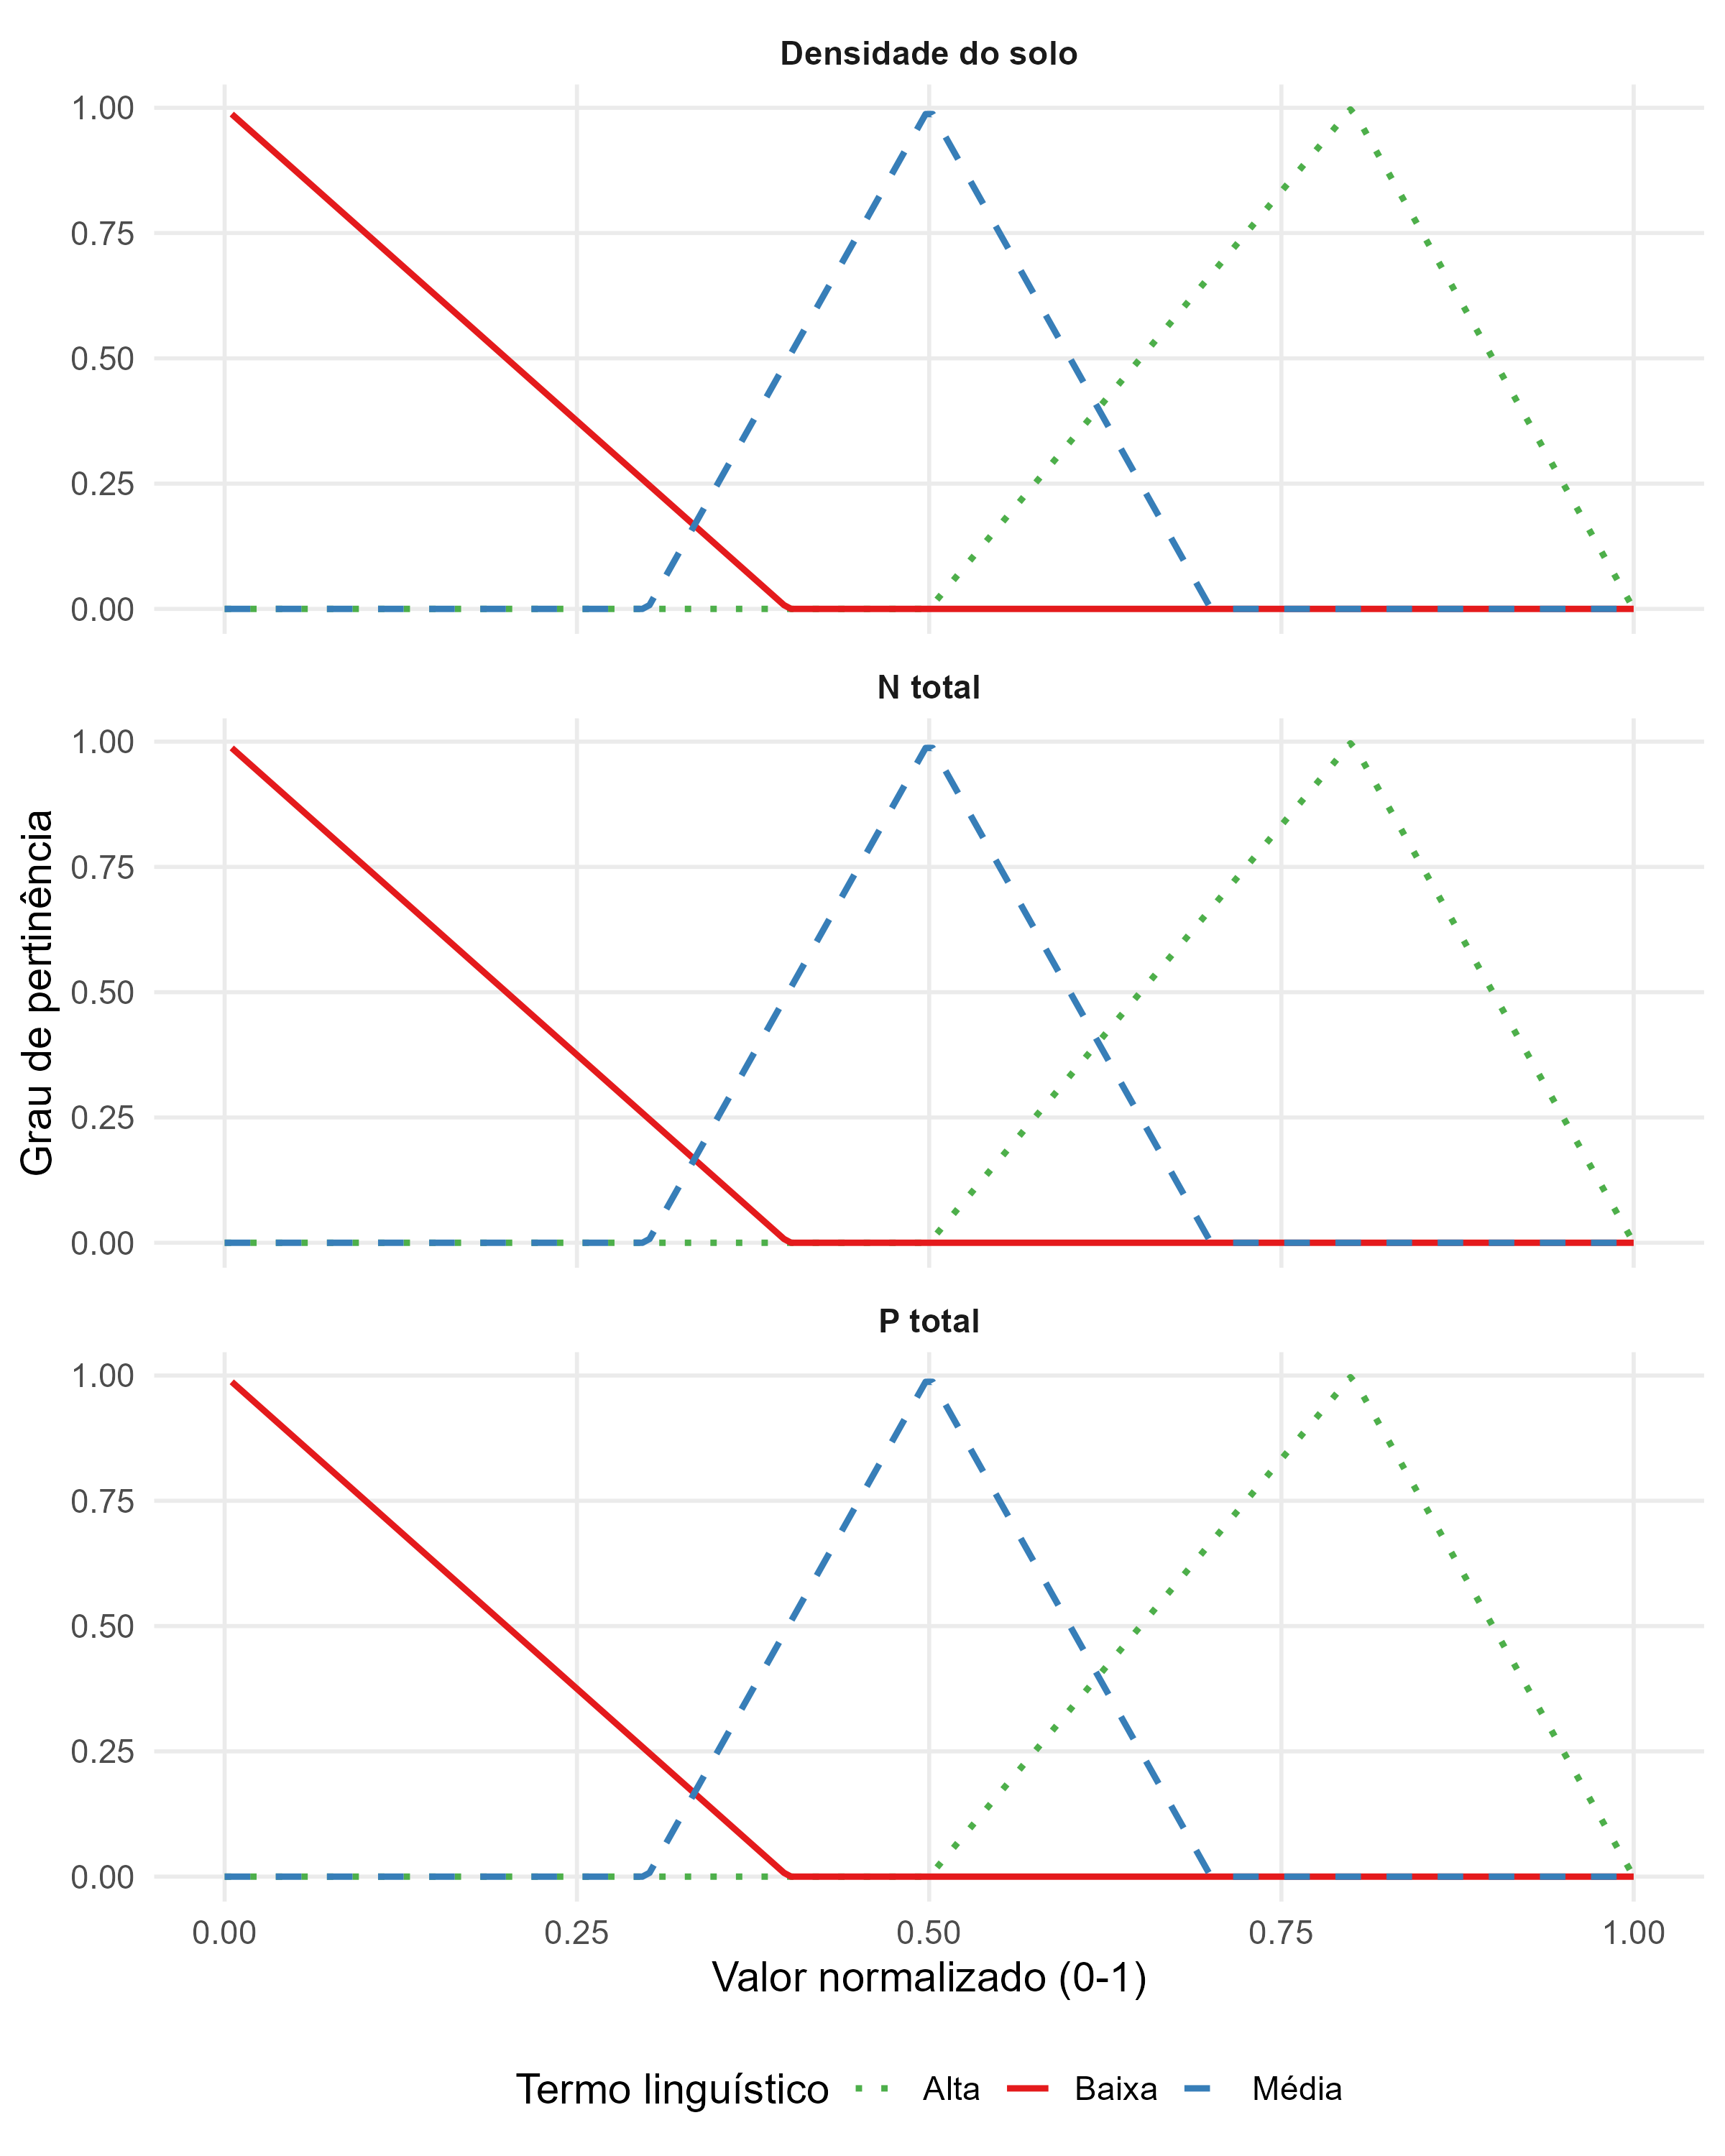 Densidade do solo
1.00
0.75
0.50
0.25
0.00
N total
1.00
0.75
0.50
0.25
0.00
Grau de pertinência
P total
1.00
0.75
0.50
0.25
0.00
0.00 0.25 0.50 0.75 1.00
Valor normalizado (0-1)
Termo linguístico Alta Baixa Média